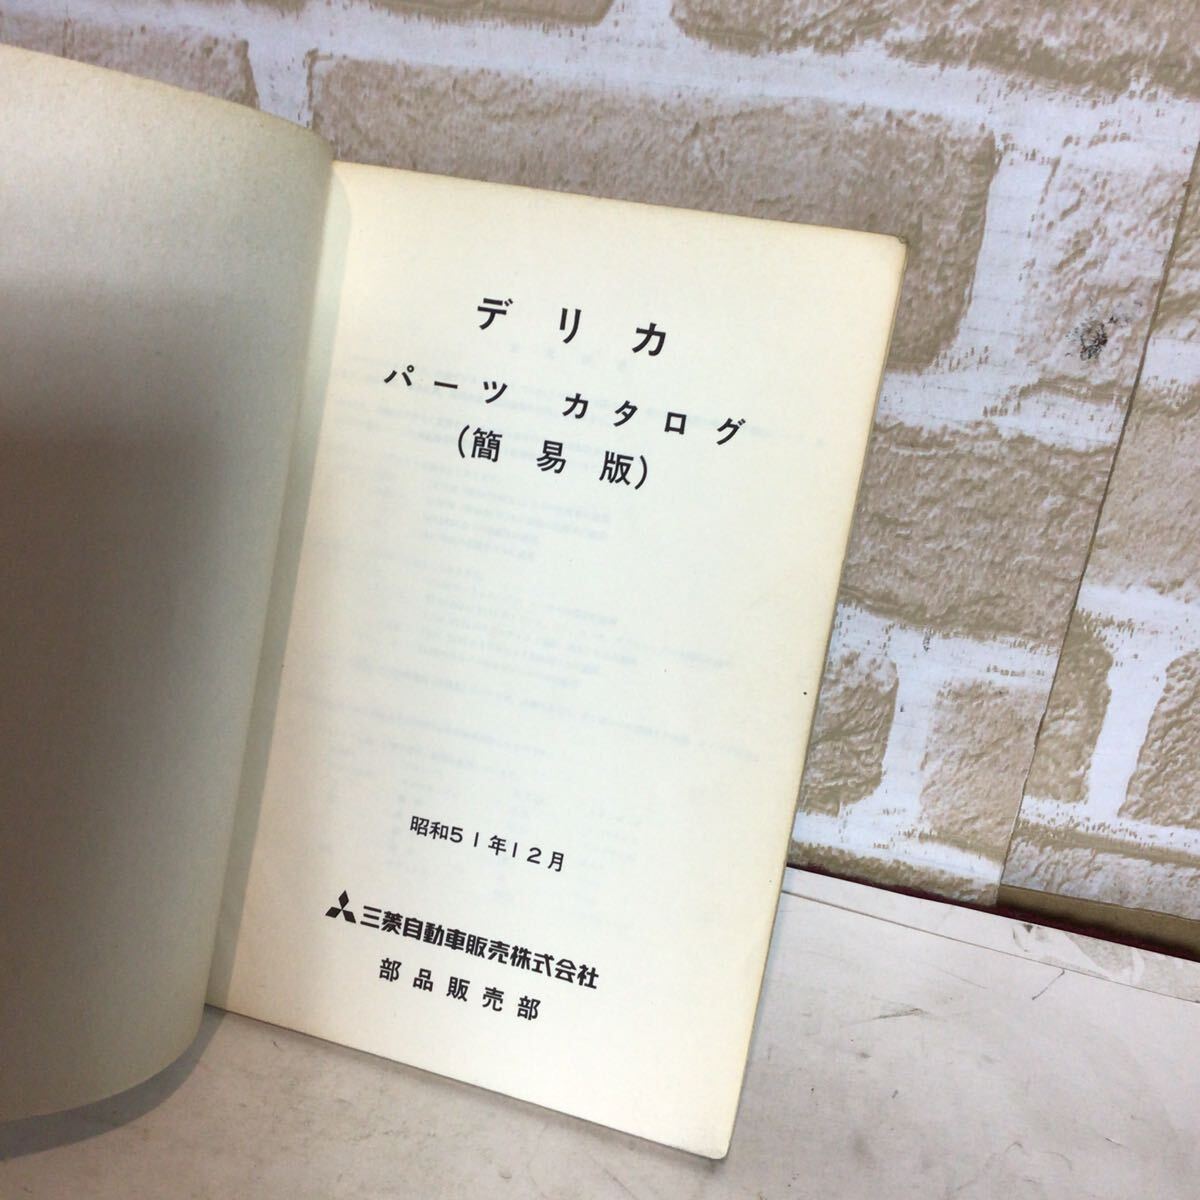 デリカ
パーツ カタログ
(簡易版)
昭和51年12月
三菱自動車販売株式会社
部品販売部